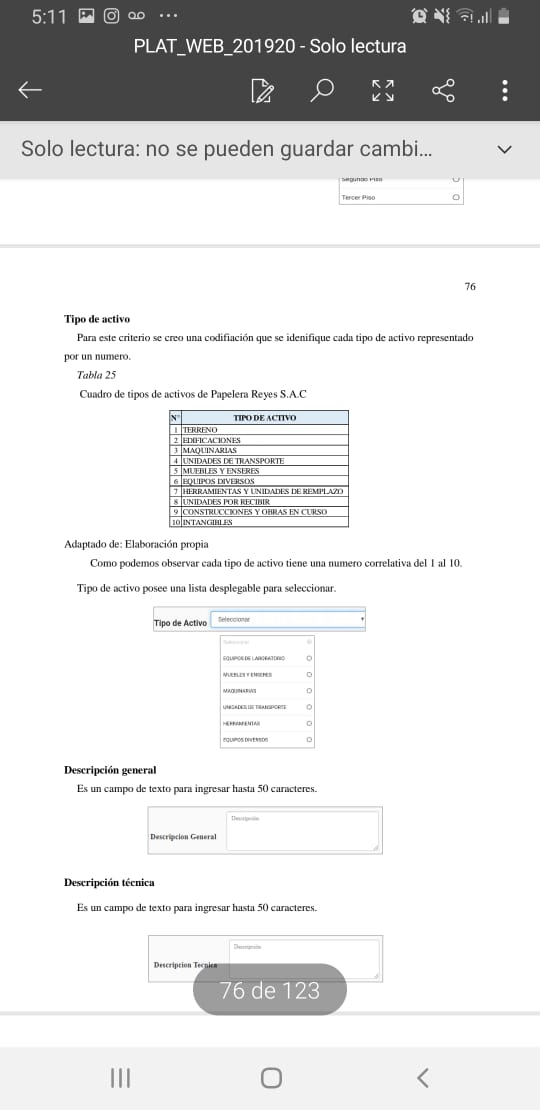 5:11
PLAT_WEB_201920 - Solo lectura
Solo lectura: no se pueden guardar cambi...
Segundo Piso
Tercer Piso
76
Tipo de activo
Para este criterio se creo una codifiación que se idenifique cada tipo de activo representado
por un numero.
Tabla 25
Cuadro de tipos de activos de Papelera Reyes S.A.C
N° TIPO DE ACTIVO
1 TERRENO
2 EDIFICACIONES
3 MAQUINARIAS
4 UNIDADES DE TRANSPORTE
5 MUEBLES Y ENSERES
6 EQUIPOS DIVERSOS
7 HERRAMIENTAS Y UNIDADES DE REMPLAZO
8 UNIDADES POR RECIBIR
9 CONSTRUCCIONES Y OBRAS EN CURSO
10 INTANGIBLES
Adaptado de: Elaboración propia
Como podemos observar cada tipo de activo tiene una numero correlativa del 1 al 10.
Tipo de activo posee una lista desplegable para seleccionar.
Tipo de Activo Seleccionar
Seleccionar
EQUIPOS DE LABORATORIO
MUEBLES Y ENSERES
MAQUINARIAS
UNIDADES DE TRANSPORTE
HERRAMIENTAS
EQUIPOS DIVERSOS
Descripción general
Es un campo de texto para ingresar hasta 50 caracteres.
Descripcion General Descripción
Descripción técnica
Es un campo de texto para ingresar hasta 50 caracteres.
Descripcion Tecnica Descripción
76 de 123